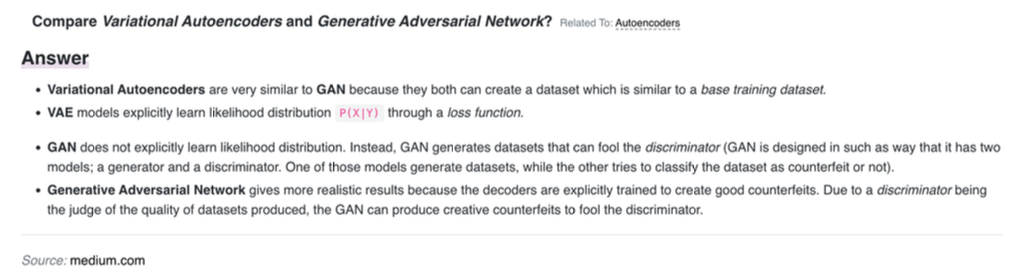 Compare Variational Autoencoders and Generative Adversarial Network? Related To: Autoencoders
Answer
• Variational Autoencoders are very similar to GAN because they both can create a dataset which is similar to a base training dataset.
• VAE models explicitly learn likelihood distribution P(X|Y) through a loss function.
• GAN does not explicitly learn likelihood distribution. Instead, GAN generates datasets that can fool the discriminator (GAN is designed in such as way that it has two
models; a generator and a discriminator. One of those models generate datasets, while the other tries to classify the dataset as counterfeit or not).
• Generative Adversarial Network gives more realistic results because the decoders are explicitly trained to create good counterfeits. Due to a discriminator being
the judge of the quality of datasets produced, the GAN can produce creative counterfeits to fool the discriminator.
Source: medium.com